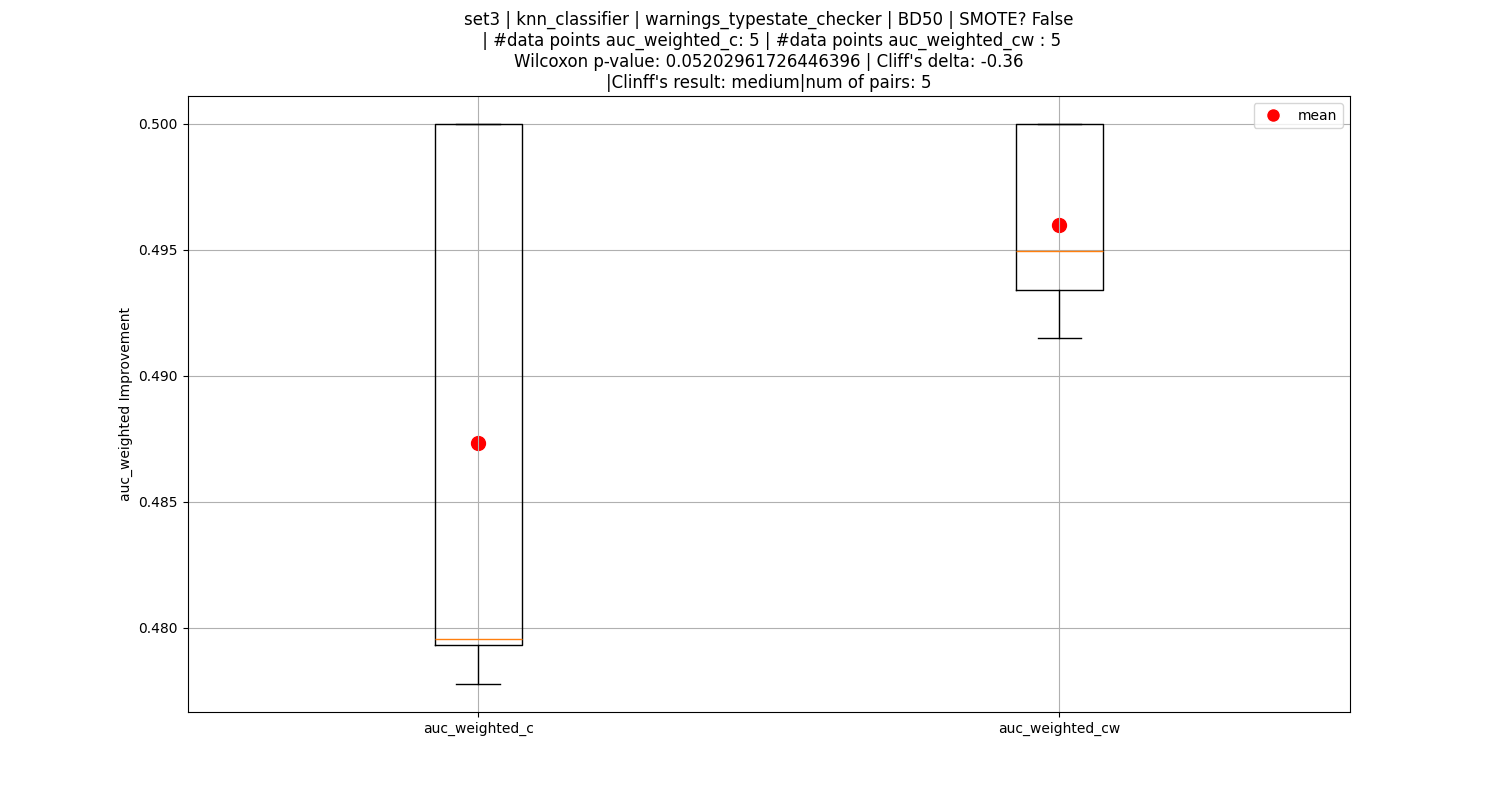 set3 | knn_classifier | warnings_typestate_checker | BD50 | SMOTE? False
| #data points auc_weighted_c: 5 | #data points auc_weighted_cw : 5
Wilcoxon p-value: 0.05202961726446396 | Cliff's delta: -0.36
|Clinff's result: medium|num of pairs: 5
mean
0.500
0.495
0.490
0.485
0.480
auc_weighted Improvement
auc_weighted_c
auc_weighted_cw